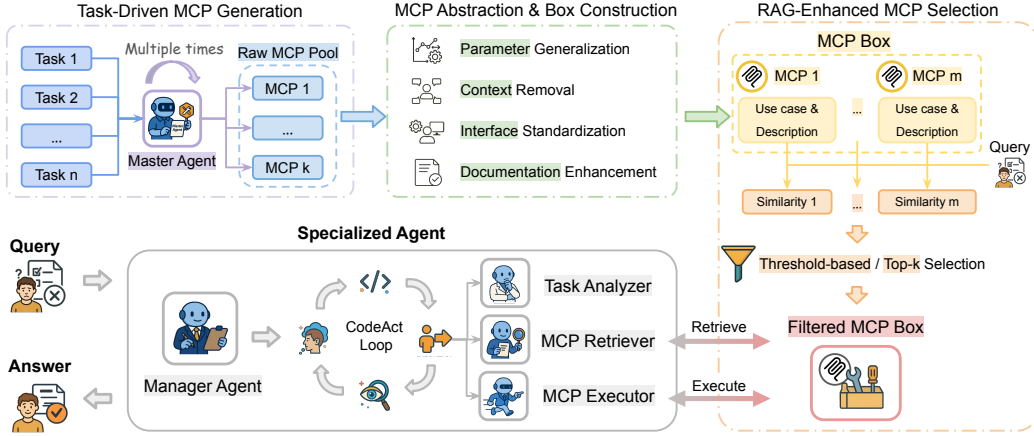 Task-Driven MCP Generation
Multiple times
Task 1
Task 2
...
Task n
Master Agent
Master Agent
Raw MCP Pool
MCP 1
...
MCP k
MCP Abstraction & Box Construction
Parameter Generalization
Context Removal
Interface Standardization
Documentation Enhancement
RAG-Enhanced MCP Selection
MCP Box
MCP 1
MCP m
Use case &
Description
...
Use case &
Description
Query
Similarity 1
...
Similarity m
Threshold-based / Top-k Selection
Filtered MCP Box
Retrieve
Execute
Query
Answer
Specialized Agent
Manager Agent
</>
CodeAct
Loop
Task Analyzer
MCP Retriever
MCP Executor